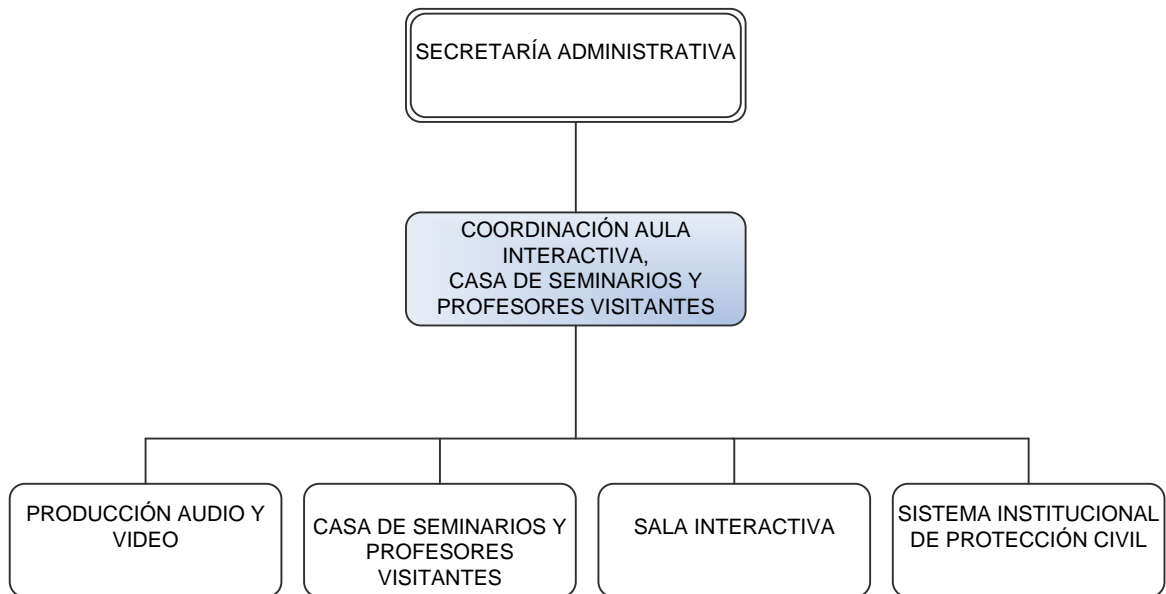 SECRETARÍA ADMINISTRATIVA
COORDINACIÓN AULA
INTERACTIVA,
CASA DE SEMINARIOS Y
PROFESORES VISITANTES
PRODUCCIÓN AUDIO Y
VIDEO
CASA DE SEMINARIOS Y
PROFESORES
VISITANTES
SALA INTERACTIVA
SISTEMA INSTITUCIONAL
DE PROTECCIÓN CIVIL